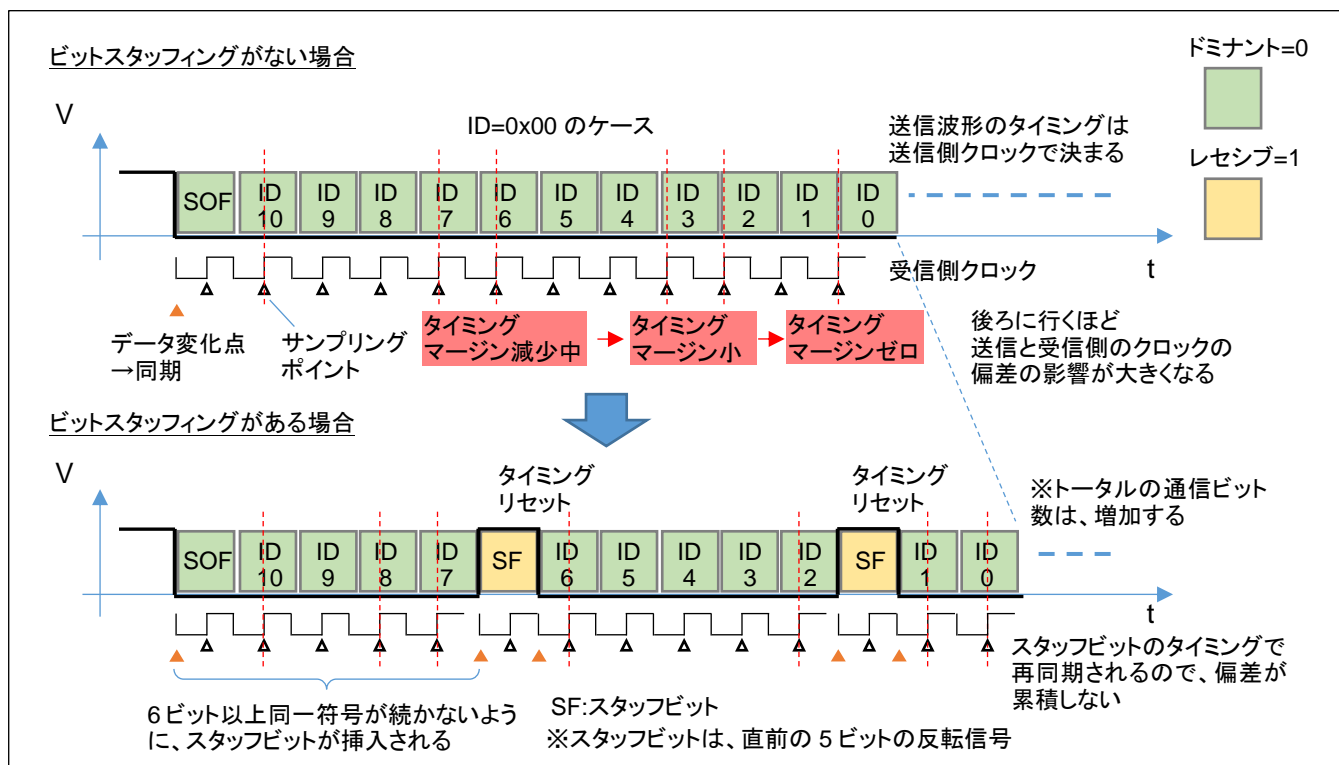 ビットスタッフィングがない場合
ドミナント=0
レセシブ=1
V
ID=0x00 のケース
送信波形のタイミングは
送信側クロックで決まる
SOF
ID
10
ID
9
ID
8
ID
7
ID
6
ID
5
ID
4
ID
3
ID
2
ID
1
ID
0
受信側クロック
t
データ変化点
→同期
サンプリング
ポイント
タイミング
マージン減少中
タイミング
マージン小
タイミング
マージンゼロ
後ろに行くほど
送信と受信側のクロックの
偏差の影響が大きくなる
ビットスタッフィングがある場合
V
タイミング
リセット
タイミング
リセット
※トータルの通信ビット
数は、増加する
SOF
ID
10
ID
9
ID
8
ID
7
SF
ID
6
ID
5
ID
4
ID
3
ID
2
SF
ID
1
ID
0
t
スタッフビットのタイミングで
再同期されるので、偏差が
累積しない
6 ビット以上同一符号が続かないよう
に、スタッフビットが挿入される
SF:スタッフビット
※スタッフビットは、直前の 5 ビットの反転信号